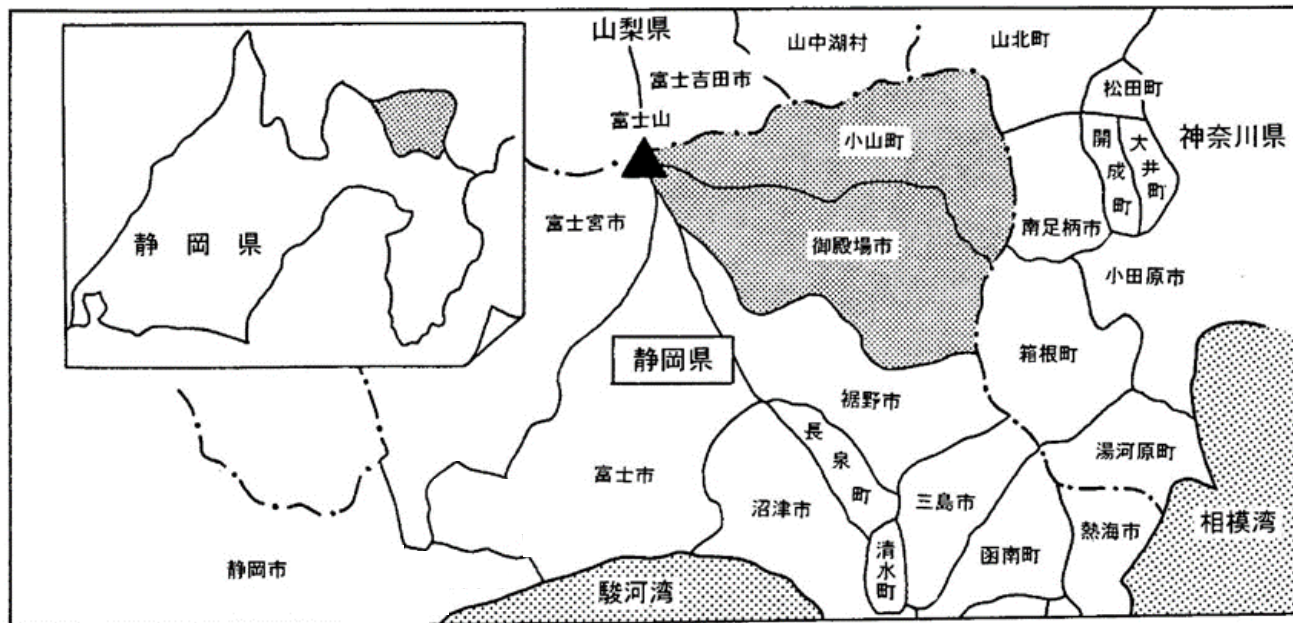 山梨県
山中湖村
山北町
富士吉田市
松田町
富士山
小山町
開成町
大井町
神奈川県
静岡県
富士宮市
御殿場市
南足柄市
小田原市
静岡県
箱根町
裾野市
長泉町
湯河原町
富士市
沼津市
三島市
相模湾
熱海市
函南町
清水町
静岡市
駿河湾